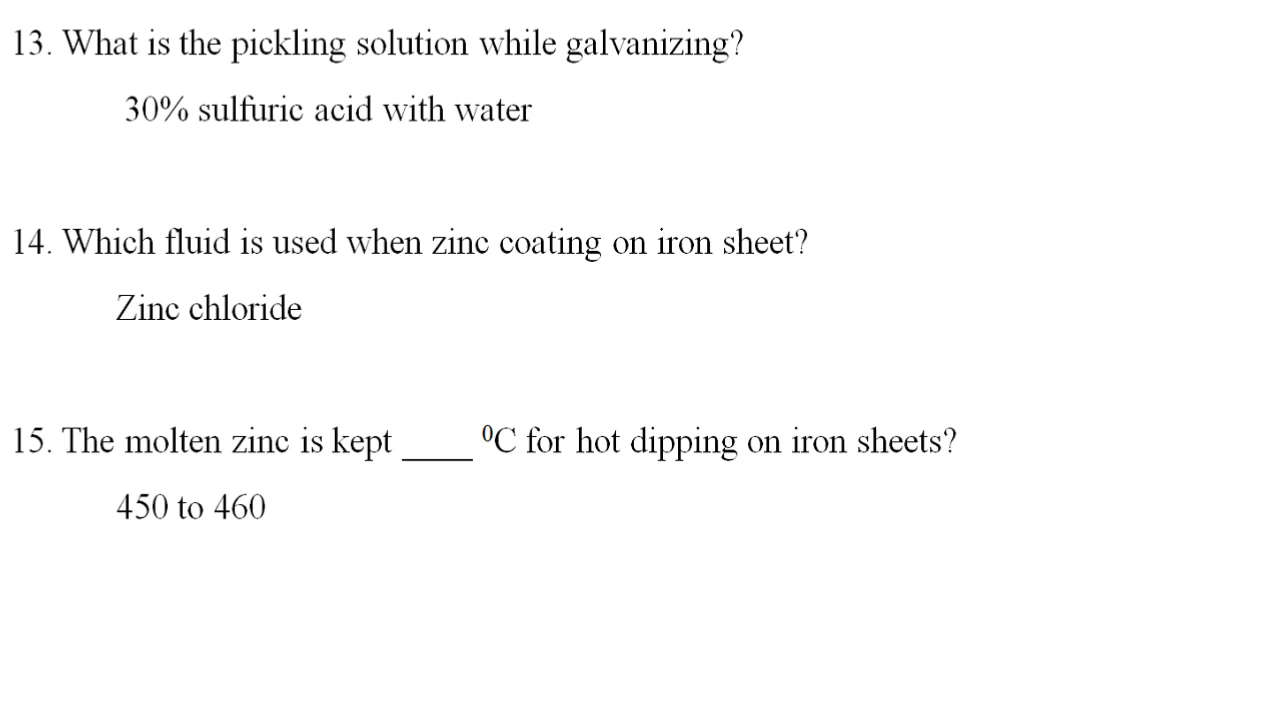 13. What is the pickling solution while galvanizing?
30% sulfuric acid with water
14. Which fluid is used when zinc coating on iron sheet?
Zinc chloride
15. The molten zinc is kept ____ ⁰C for hot dipping on iron sheets?
450 to 460